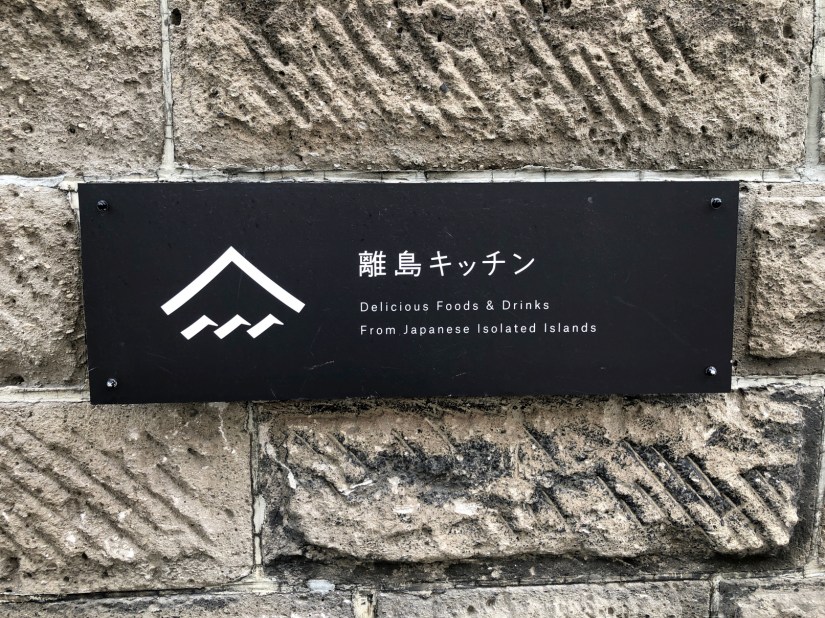 離島キッチン
Delicious Foods & Drinks
From Japanese Isolated Islands